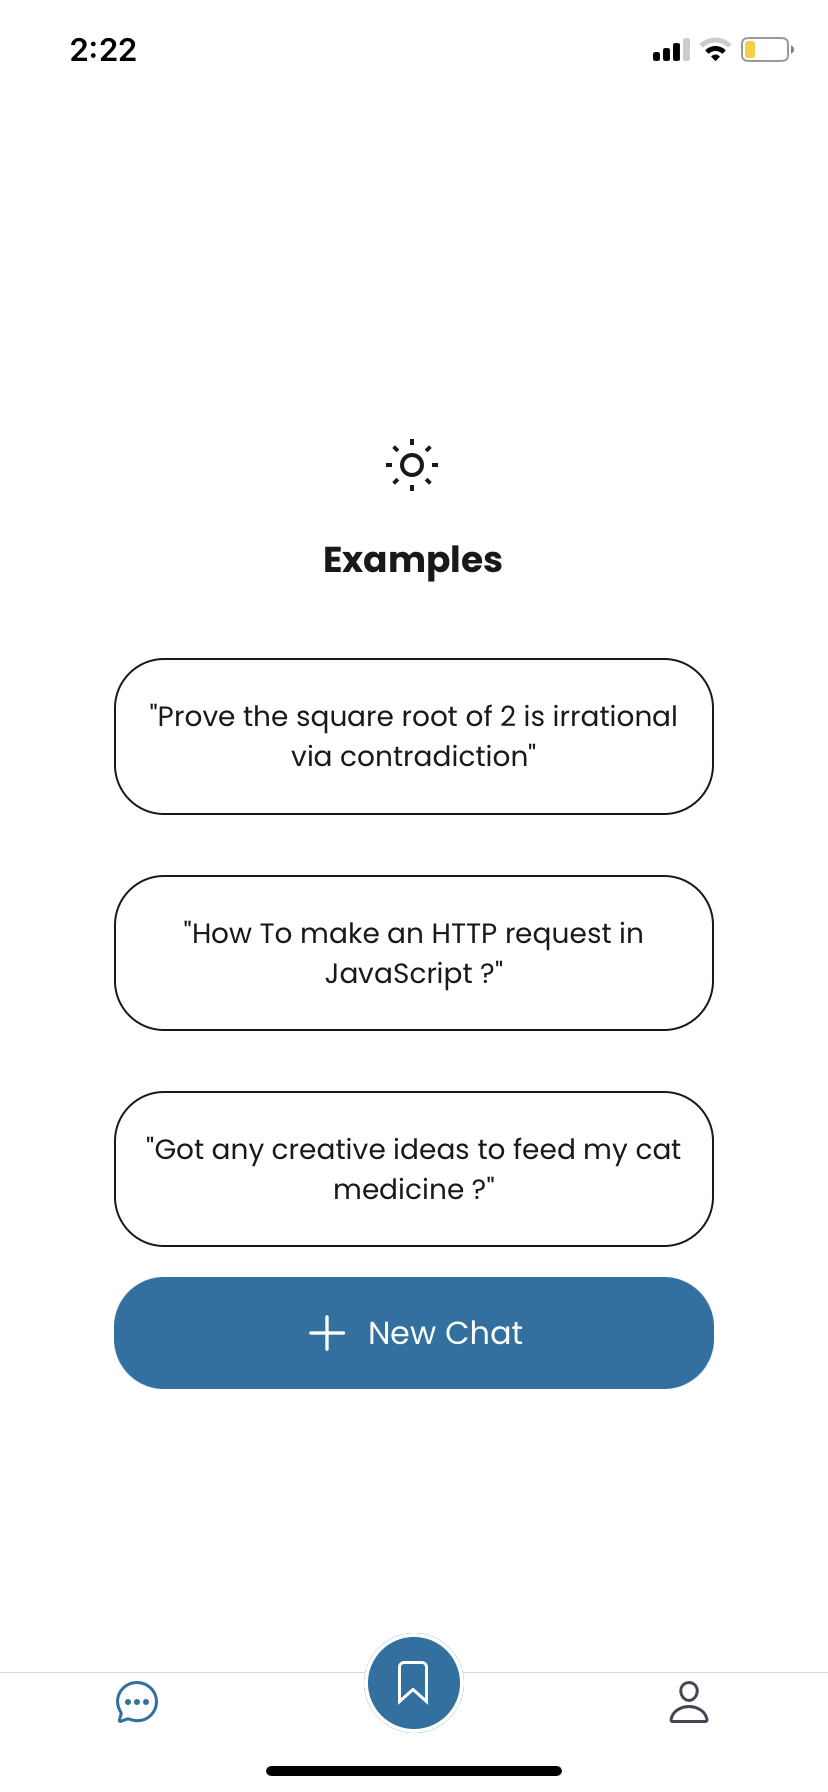 2:22
Examples
"Prove the square root of 2 is irrational
via contradiction"
"How To make an HTTP request in
JavaScript ?"
"Got any creative ideas to feed my cat
medicine ?"
New Chat